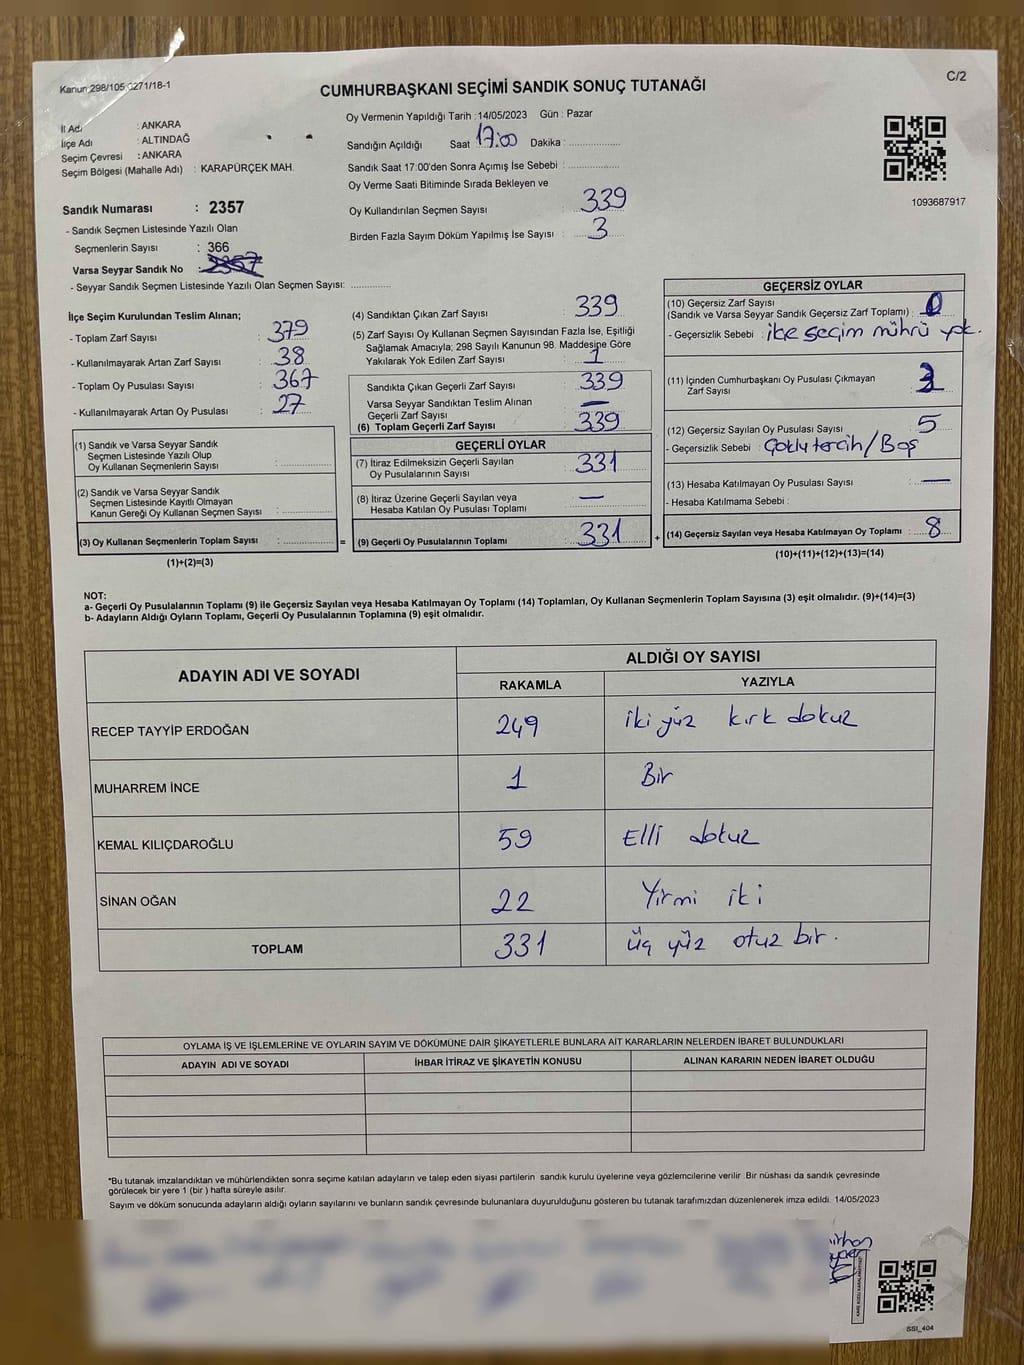 Kanun 298/105,0271/18-1
CUMHURBAŞKANI SEÇİMİ SANDIK SONUÇ TUTANAĞI
C/2
İl Adı : ANKARA
İlçe Adı : ALTINDAĞ
Seçim Çevresi : ANKARA
Seçim Bölgesi (Mahalle Adı) : KARAPÜRÇEK MAH.
Oy Vermenin Yapıldığı Tarih :14/05/2023 Gün : Pazar
Sandığın Açıldığı Saat 17:00 Dakika :
Sandık Saat 17:00'den Sonra Açımış İse Sebebi :
Oy Verme Saati Bitiminde Sırada Bekleyen ve
Oy Kullandırılan Seçmen Sayısı : 339
Birden Fazla Sayım Döküm Yapılmış İse Sayısı : 3
1093687917
Sandık Numarası : 2357
- Sandık Seçmen Listesinde Yazılı Olan
Seçmenlerin Sayısı : 366
Varsa Seyyar Sandık No : 2357
- Seyyar Sandık Seçmen Listesinde Yazılı Olan Seçmen Sayısı:
İlçe Seçim Kurulundan Teslim Alınan;
- Toplam Zarf Sayısı : 379
- Kullanılmayarak Artan Zarf Sayısı : 38
- Toplam Oy Pusulası Sayısı : 367
- Kullanılmayarak Artan Oy Pusulası : 27
(1) Sandık ve Varsa Seyyar Sandık
Seçmen Listesinde Yazılı Olup
Oy Kullanan Seçmenlerin Sayısı :
(2) Sandık ve Varsa Seyyar Sandık
Seçmen Listesinde Kayıtlı Olmayan
Kanun Gereği Oy Kullanan Seçmen Sayısı :
(3) Oy Kullanan Seçmenlerin Toplam Sayısı : =
(1)+(2)=(3)
(4) Sandıktan Çıkan Zarf Sayısı : 339
(5) Zarf Sayısı Oy Kullanan Seçmen Sayısından Fazla İse, Eşitliği
Sağlamak Amacıyla; 298 Sayılı Kanunun 98. Maddesine Göre
Yakılarak Yok Edilen Zarf Sayısı : 1
Sandıkta Çıkan Geçerli Zarf Sayısı : 339
Varsa Seyyar Sandıktan Teslim Alınan
Geçerli Zarf Sayısı : —
(6) Toplam Geçerli Zarf Sayısı : 339
GEÇERLİ OYLAR
(7) İtiraz Edilmeksizin Geçerli Sayılan
Oy Pusulalarının Sayısı : 331
(8) İtiraz Üzerine Geçerli Sayılan veya
Hesaba Katılan Oy Pusulası Toplamı : —
(9) Geçerli Oy Pusulalarının Toplamı : 331 +
GEÇERSİZ OYLAR
(10) Geçersiz Zarf Sayısı
(Sandık ve Varsa Seyyar Sandık Geçersiz Zarf Toplamı) : 0
- Geçersizlik Sebebi : ilçe seçim mührü yok.
(11) İçinden Cumhurbaşkanı Oy Pusulası Çıkmayan
Zarf Sayısı :
(12) Geçersiz Sayılan Oy Pusulası Sayısı : 5
- Geçersizlik Sebebi : Çoklu tercih/Boş
(13) Hesaba Katılmayan Oy Pusulası Sayısı : —
- Hesaba Katılmama Sebebi :
(14) Geçersiz Sayılan veya Hesaba Katılmayan Oy Toplamı : 8
(10)+(11)+(12)+(13)=(14)
NOT:
a- Geçerli Oy Pusulalarının Toplamı (9) ile Geçersiz Sayılan veya Hesaba Katılmayan Oy Toplamı (14) Toplamları, Oy Kullanan Seçmenlerin Toplam Sayısına (3) eşit olmalıdır. (9)+(14)=(3)
b- Adayların Aldığı Oyların Toplamı, Geçerli Oy Pusulalarının Toplamına (9) eşit olmalıdır.
ADAYIN ADI VE SOYADI ALDIĞI OY SAYISI
RAKAMLA YAZIYLA
RECEP TAYYİP ERDOĞAN 249 iki yüz kırk dokuz
MUHARREM İNCE 1 Bir
KEMAL KILIÇDAROĞLU 59 Elli dokuz
SİNAN OĞAN 22 Yirmi iki
TOPLAM 331 üç yüz otuz bir.
OYLAMA İŞ VE İŞLEMLERİNE VE OYLARIN SAYIM VE DÖKÜMÜNE DAİR ŞİKAYETLERLE BUNLARA AİT KARARLARIN NELERDEN İBARET BULUNDUKLARI
ADAYIN ADI VE SOYADI İHBAR İTİRAZ VE ŞİKAYETİN KONUSU ALINAN KARARIN NEDEN İBARET OLDUĞU
*Bu tutanak imzalandıktan ve mühürlendikten sonra seçime katılan adayların ve talep eden siyasi partilerin sandık kurulu üyelerine veya gözlemcilerine verilir. Bir nüshası da sandık çevresinde
görülecek bir yere 1 (bir ) hafta süreyle asılır.
Sayım ve döküm sonucunda adayların aldığı oyların sayılarını ve bunların sandık çevresinde bulunanlara duyurulduğunu gösteren bu tutanak tarafımızdan düzenlenerek imza edildi. 14/05/2023
SSI_404